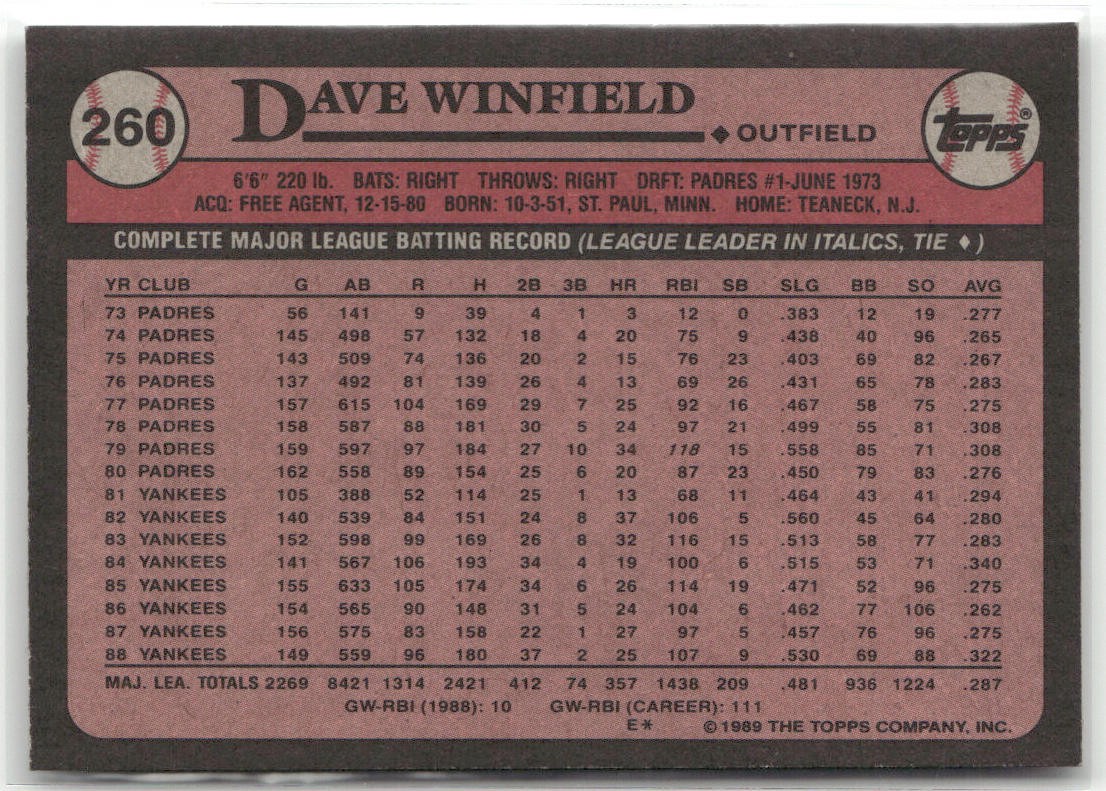 260
DAVE WINFIELD
♦ OUTFIELD
topps®
6'6" 220 lb. BATS: RIGHT THROWS: RIGHT DRFT: PADRES #1-JUNE 1973
ACQ: FREE AGENT, 12-15-80 BORN: 10-3-51, ST. PAUL, MINN. HOME: TEANECK, N.J.
COMPLETE MAJOR LEAGUE BATTING RECORD (LEAGUE LEADER IN ITALICS, TIE ♦)
YR CLUB G AB R H 2B 3B HR RBI SB SLG BB SO AVG
73 PADRES 56 141 9 39 4 1 3 12 0 .383 12 19 .277
74 PADRES 145 498 57 132 18 4 20 75 9 .438 40 96 .265
75 PADRES 143 509 74 136 20 2 15 76 23 .403 69 82 .267
76 PADRES 137 492 81 139 26 4 13 69 26 .431 65 78 .283
77 PADRES 157 615 104 169 29 7 25 92 16 .467 58 75 .275
78 PADRES 158 587 88 181 30 5 24 97 21 .499 55 81 .308
79 PADRES 159 597 97 184 27 10 34 118 15 .558 85 71 .308
80 PADRES 162 558 89 154 25 6 20 87 23 .450 79 83 .276
81 YANKEES 105 388 52 114 25 1 13 68 11 .464 43 41 .294
82 YANKEES 140 539 84 151 24 8 37 106 5 .560 45 64 .280
83 YANKEES 152 598 99 169 26 8 32 116 15 .513 58 77 .283
84 YANKEES 141 567 106 193 34 4 19 100 6 .515 53 71 .340
85 YANKEES 155 633 105 174 34 6 26 114 19 .471 52 96 .275
86 YANKEES 154 565 90 148 31 5 24 104 6 .462 77 106 .262
87 YANKEES 156 575 83 158 22 1 27 97 5 .457 76 96 .275
88 YANKEES 149 559 96 180 37 2 25 107 9 .530 69 88 .322
MAJ. LEA. TOTALS 2269 8421 1314 2421 412 74 357 1438 209 .481 936 1224 .287
GW-RBI (1988): 10 GW-RBI (CAREER): 111
E* ©1989 THE TOPPS COMPANY, INC.